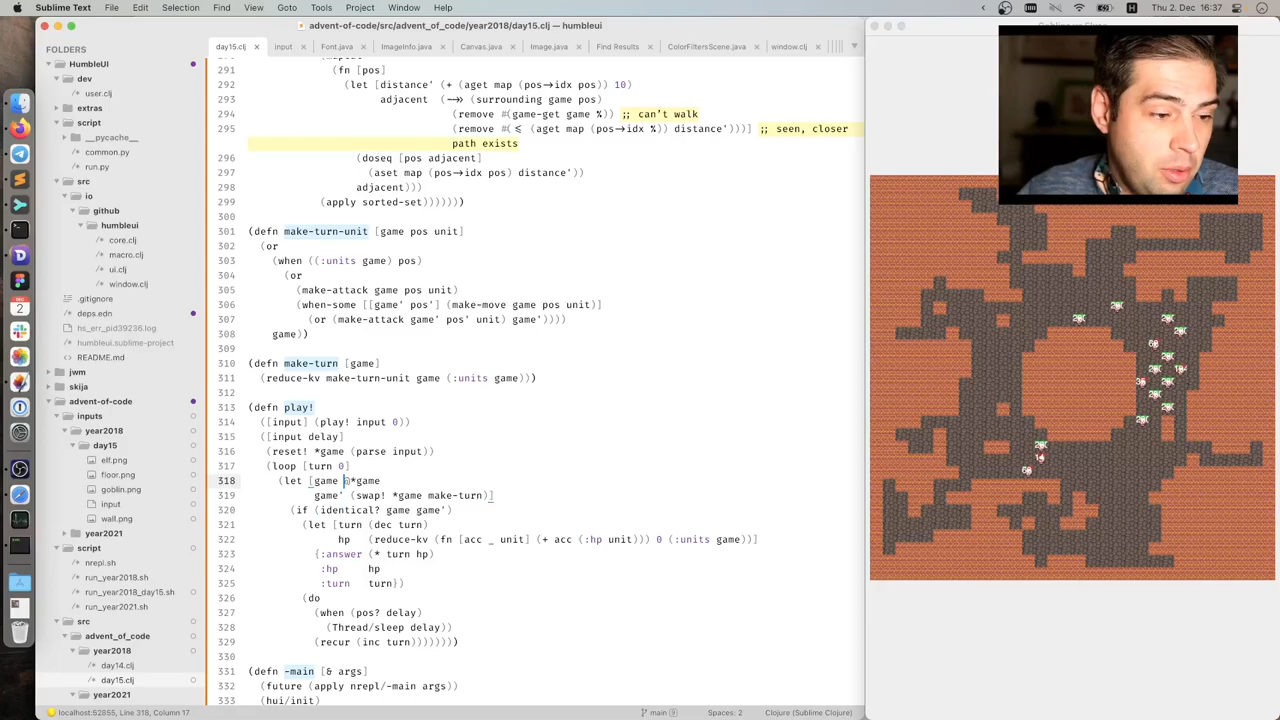 Sublime Text File Edit Selection Find View Goto Tools Project Window Help
Thu 2 Dec 16:37
day15.clj (~/advent-of-code/src/advent_of_code/year2018/day15.clj) — humbleui
day15.clj input Font.java ImageInfo.java Canvas.java Image.java Find Results ColorFiltersScene.java window.clj
FOLDERS
HumbleUI
dev
user.clj
extras
script
__pycache__
common.py
run.py
src
io
github
humbleui
core.clj
macro.clj
ui.clj
window.clj
.gitignore
deps.edn
hs_err_pid39236.log
humbleui.sublime-project
README.md
jwm
skija
advent-of-code
inputs
year2018
day15
elf.png
floor.png
goblin.png
input
wall.png
year2021
script
nrepl.sh
run_year2018.sh
run_year2018_day15.sh
run_year2021.sh
src
advent_of_code
year2018
day14.clj
day15.clj
year2021
291 (fn [pos]
292 (let [distance' (+ (aget map (pos→idx pos)) 10)
293 adjacent (->> (surrounding game pos)
294 (remove #(game-get game %)) ;; can't walk
295 (remove #(<= (aget map (pos→idx %)) distance')))] ;; seen, closer
path exists
296 (doseq [pos adjacent]
297 (aset map (pos→idx pos) distance'))
298 adjacent)))
299 (apply sorted-set))))))
300
301 (defn make-turn-unit [game pos unit]
302 (or
303 (when ((:units game) pos)
304 (or
305 (make-attack game pos unit)
306 (when-some [[game' pos'] (make-move game pos unit)]
307 (or (make-attack game' pos' unit) game'))))
308 game))
309
310 (defn make-turn [game]
311 (reduce-kv make-turn-unit game (:units game)))
312
313 (defn play!
314 ([input] (play! input 0))
315 ([input delay]
316 (reset! *game (parse input))
317 (loop [turn 0]
318 (let [game @*game
319 game' (swap! *game make-turn)]
320 (if (identical? game game')
321 (let [turn (dec turn)
322 hp (reduce-kv (fn [acc _ unit] (+ acc (:hp unit))) 0 (:units game))]
323 {:answer (* turn hp)
324 :hp hp
325 :turn turn})
326 (do
327 (when (pos? delay)
328 (Thread/sleep delay))
329 (recur (inc turn))))))))
330
331 (defn -main [& args]
332 (future (apply nrepl/-main args))
333 (hui/init)
localhost:52855, Line 318, Column 17 main Spaces: 2 Clojure (Sublime Clojure)